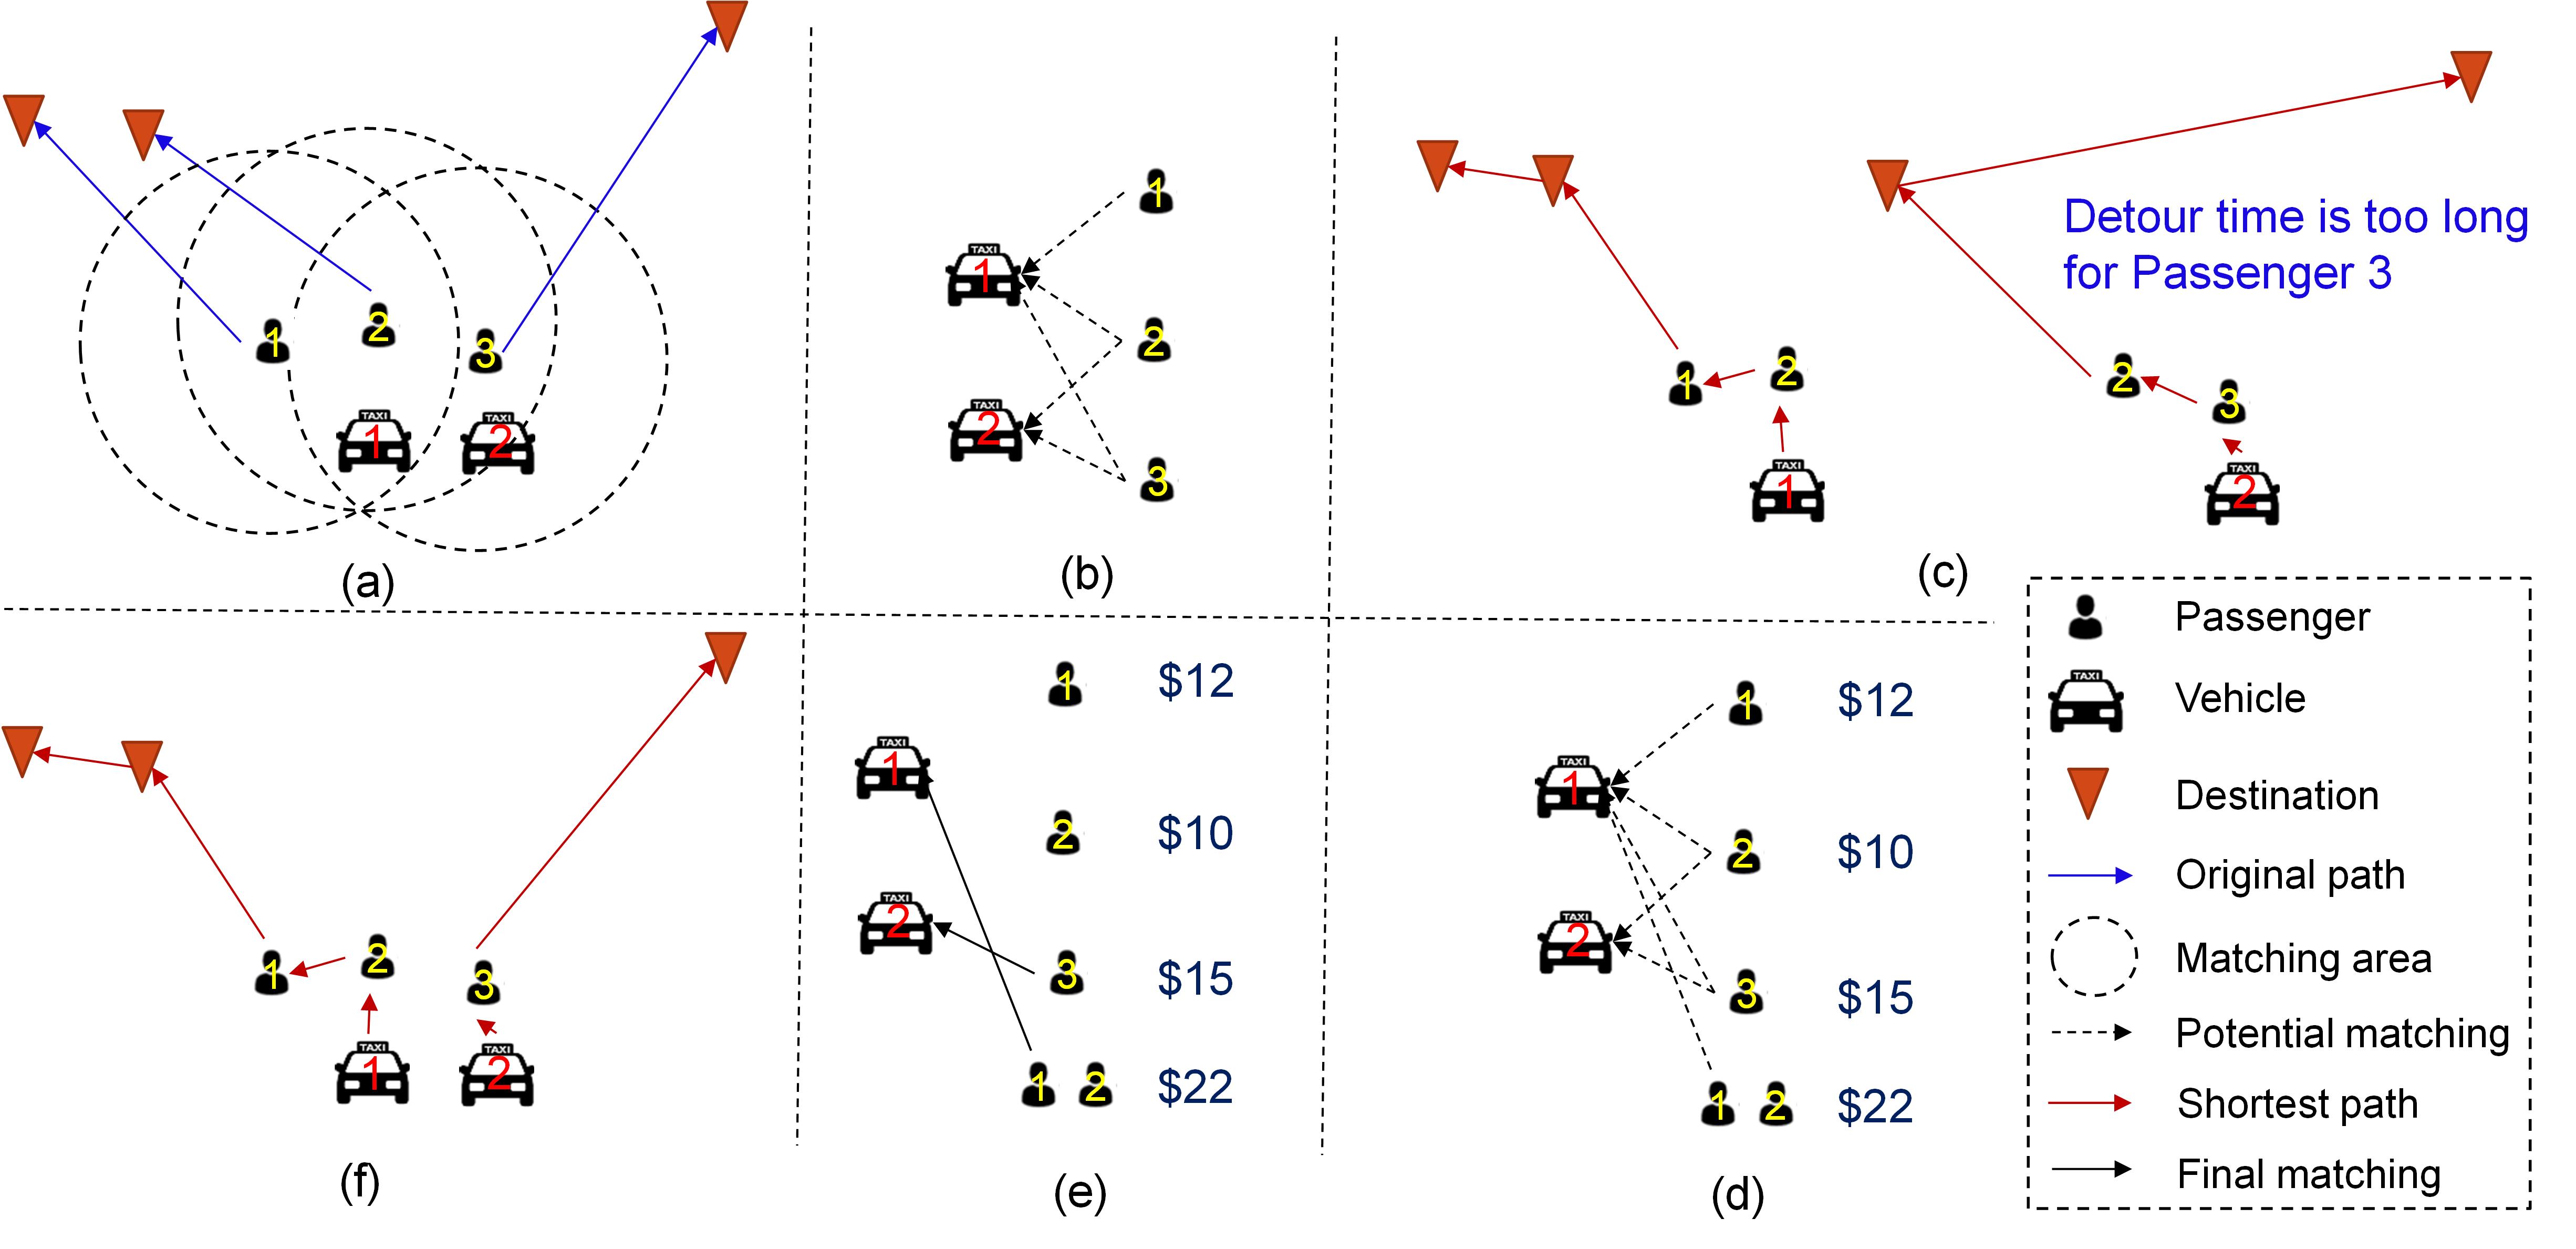 TAXI
1
2
3
TAXI
1
TAXI
2
(a)
1
TAXI
1
2
TAXI
2
3
(b)
Detour time is too long
for Passenger 3
1
2
2
3
TAXI
1
TAXI
2
(c)
1
2
3
TAXI
1
TAXI
2
(f)
1 $12
TAXI
1
2 $10
TAXI
2
3 $15
1 2 $22
(e)
1 $12
TAXI
1
2 $10
TAXI
2
3 $15
1 2 $22
(d)
Passenger
TAXI
Vehicle
Destination
Original path
Matching area
Potential matching
Shortest path
Final matching